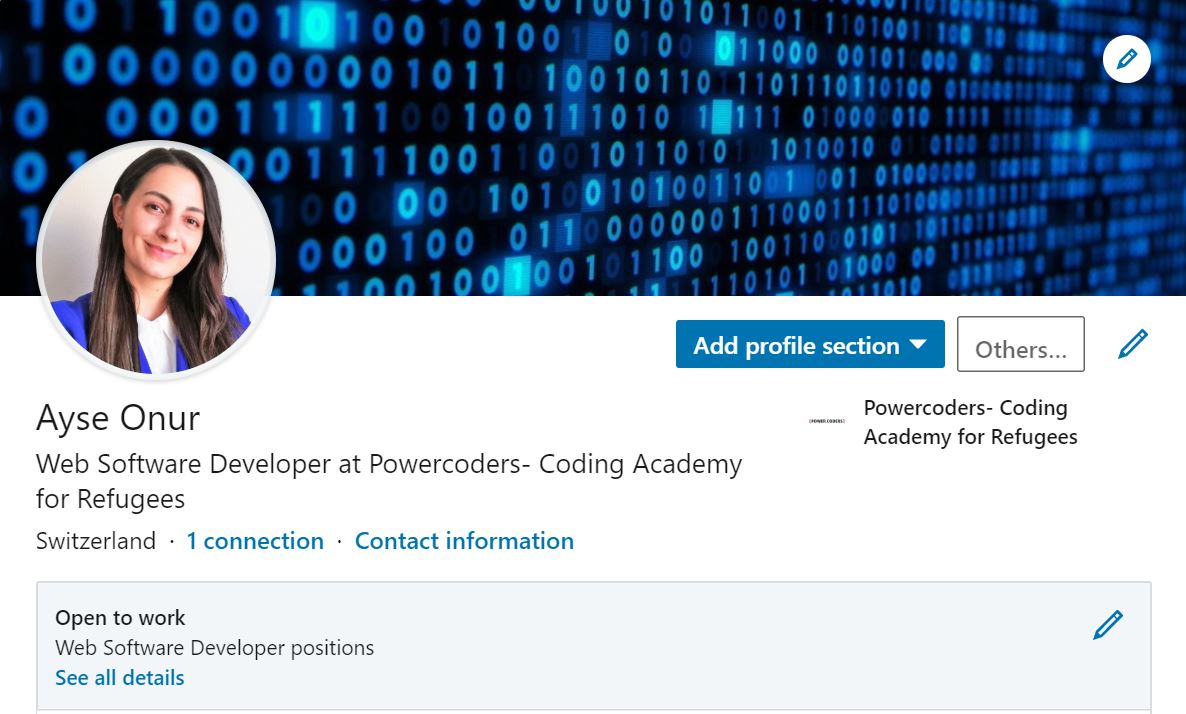 Add profile section
Others...
Ayse Onur
[POWER.CODERS]
Powercoders- Coding
Academy for Refugees
Web Software Developer at Powercoders- Coding Academy
for Refugees
Switzerland · 1 connection · Contact information
Open to work
Web Software Developer positions
See all details